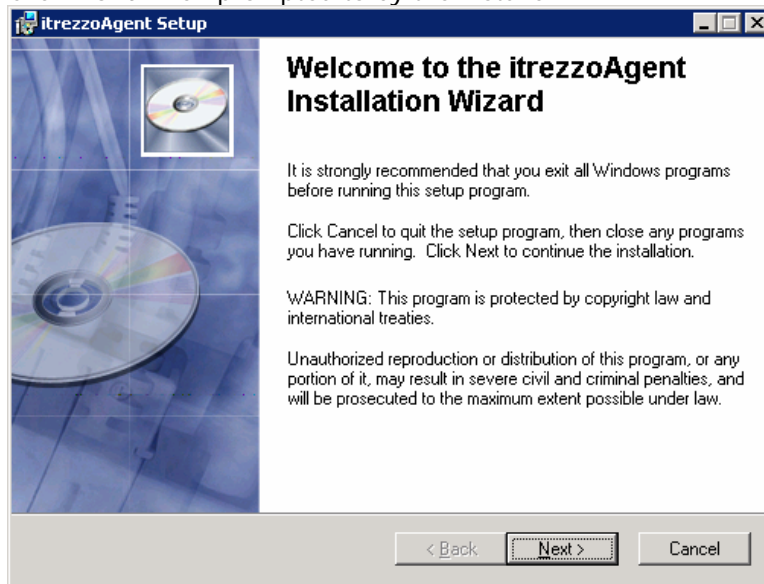 itrezzoAgent Setup
Welcome to the itrezzoAgent
Installation Wizard
It is strongly recommended that you exit all Windows programs
before running this setup program.
Click Cancel to quit the setup program, then close any programs
you have running.  Click Next to continue the installation.
WARNING: This program is protected by copyright law and
international treaties.
Unauthorized reproduction or distribution of this program, or any
portion of it, may result in severe civil and criminal penalties, and
will be prosecuted to the maximum extent possible under law.
< Back
Next >
Cancel